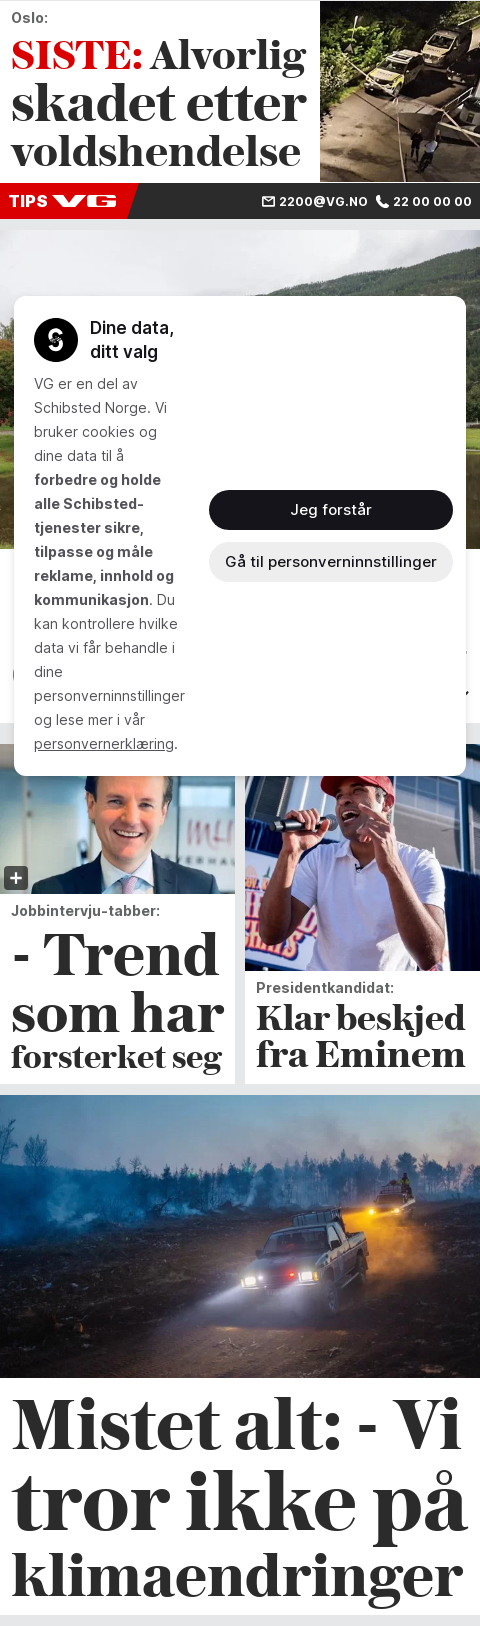 Oslo:
SISTE: Alvorlig
skadet etter
voldshendelse
TIPS VG
2200@VG.NO 22 00 00 00
Dine data,
ditt valg
VG er en del av
Schibsted Norge. Vi
bruker cookies og
dine data til å
forbedre og holde
alle Schibsted-
tjenester sikre,
tilpasse og måle
reklame, innhold og
kommunikasjon. Du
kan kontrollere hvilke
data vi får behandle i
dine
personverninnstillinger
og lese mer i vår
personvernerklæring.
Jeg forstår
Gå til personverninnstillinger
Jobbintervju-tabber:
- Trend
som har
forsterket seg
Presidentkandidat:
Klar beskjed
fra Eminem
Mistet alt: - Vi
tror ikke på
klimaendringer